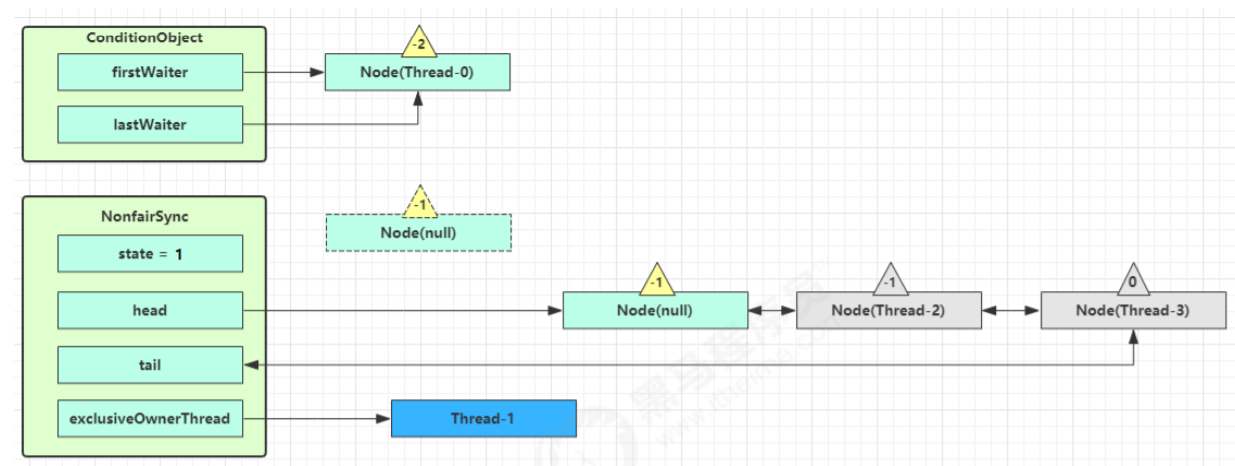 ConditionObject
-2
firstWaiter
Node(Thread-0)
lastWaiter
NonfairSync
-1
Node(null)
state = 1
-1
-1
0
head
Node(null)
Node(Thread-2)
Node(Thread-3)
tail
exclusiveOwnerThread
Thread-1
黑马程序员
www.itheima.com